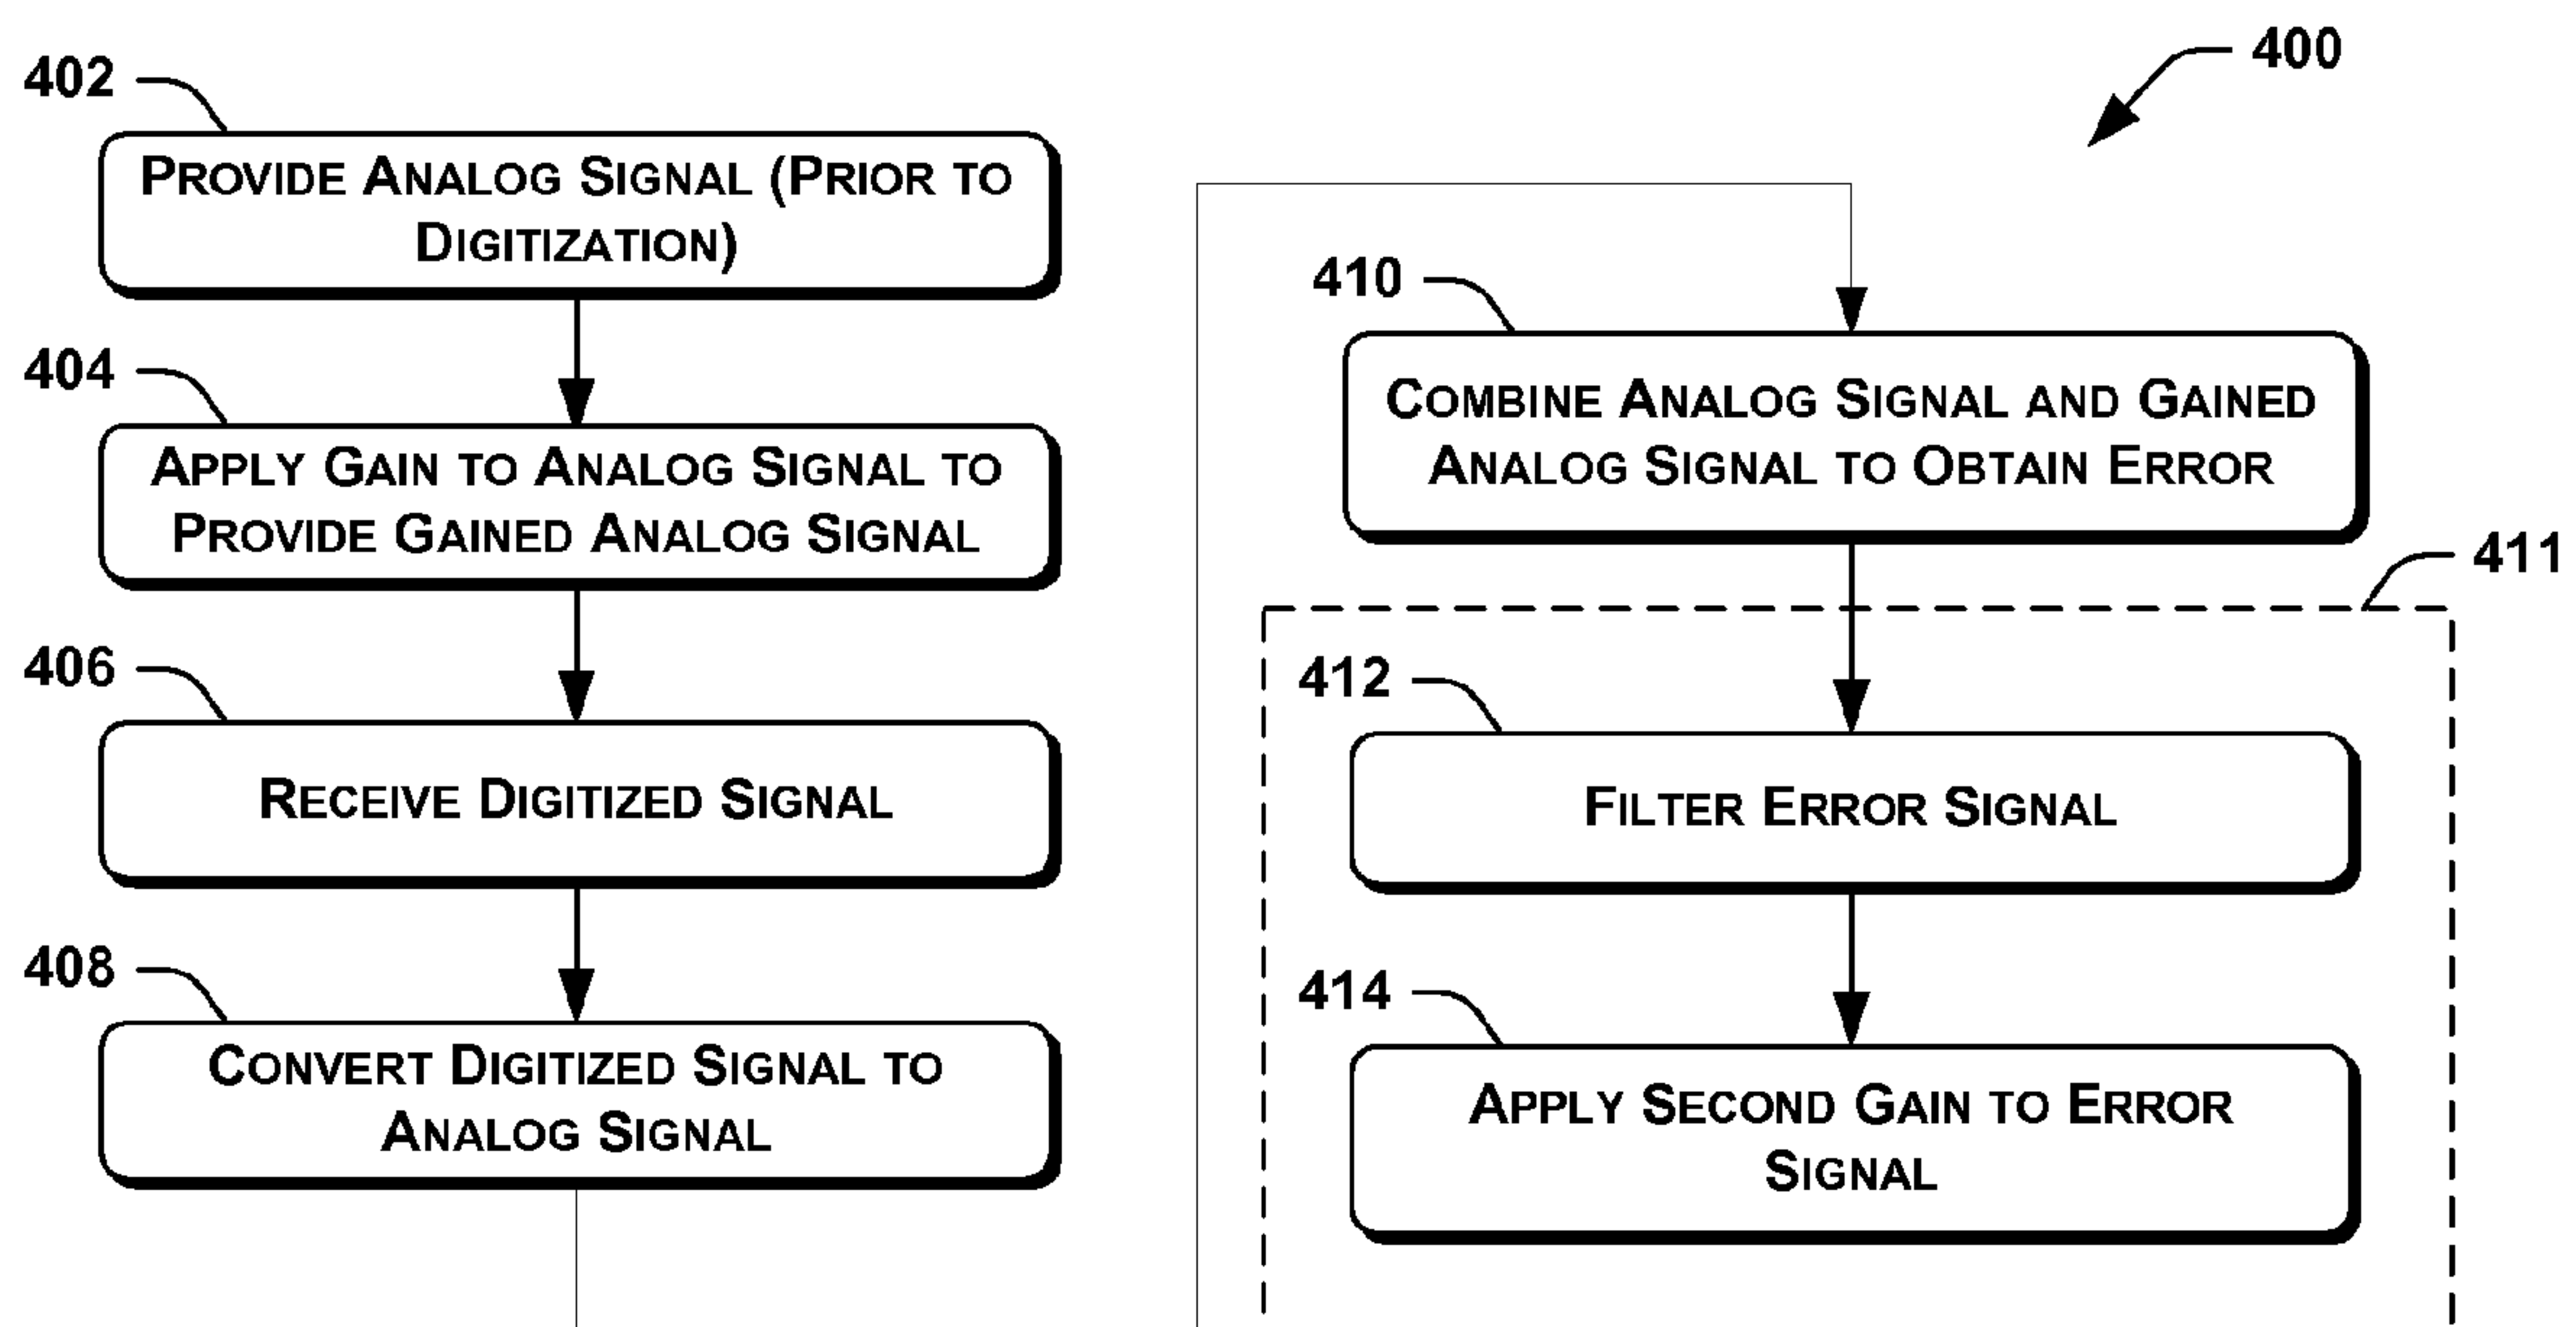 400
402
PROVIDE ANALOG SIGNAL (PRIOR TO
DIGITIZATION)
404
APPLY GAIN TO ANALOG SIGNAL TO
PROVIDE GAINED ANALOG SIGNAL
406
RECEIVE DIGITIZED SIGNAL
408
CONVERT DIGITIZED SIGNAL TO
ANALOG SIGNAL
410
COMBINE ANALOG SIGNAL AND GAINED
ANALOG SIGNAL TO OBTAIN ERROR
411
412
FILTER ERROR SIGNAL
414
APPLY SECOND GAIN TO ERROR
SIGNAL